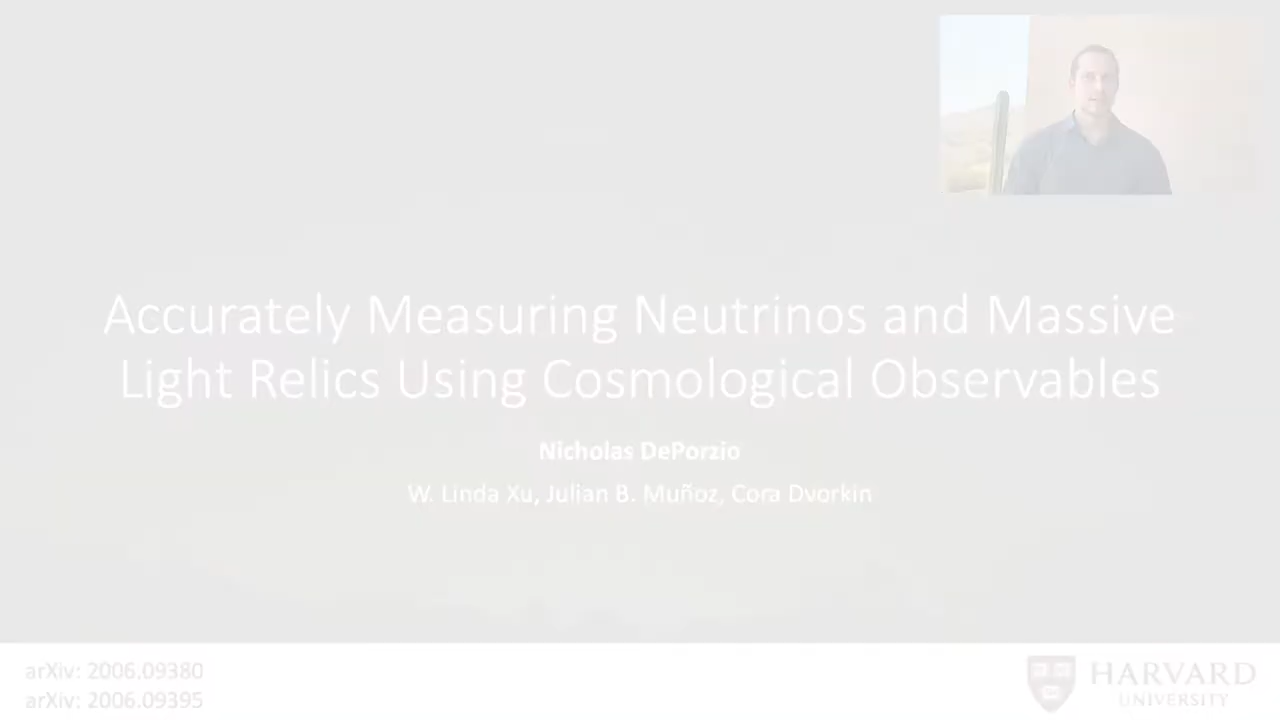 Accurately Measuring Neutrinos and Massive
Light Relics Using Cosmological Observables
Nicholas DePorzio
W. Linda Xu, Julian B. Muñoz, Cora Dvorkin
arXiv: 2006.09380
arXiv: 2006.09395
HARVARD
UNIVERSITY